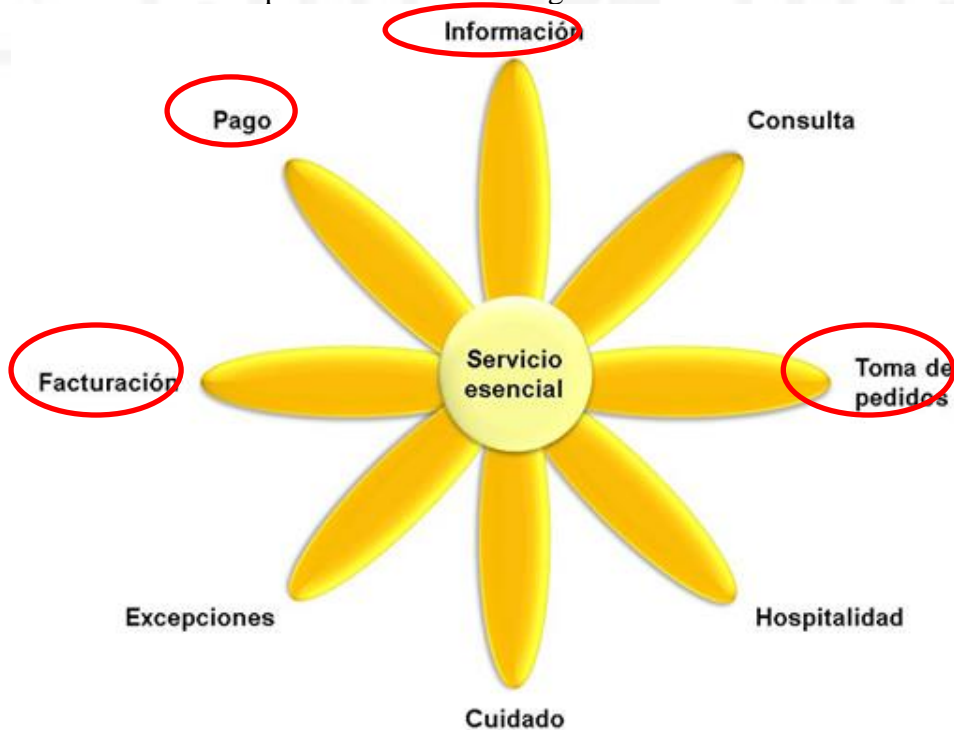 Información
Pago
Consulta
Servicio
esencial
Facturación
Toma de
pedidos
Excepciones
Hospitalidad
Cuidado